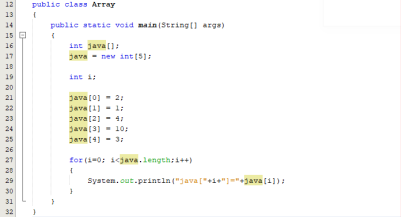 12 public class Array
13 {
14 public static void main(String[] args)
15 {
16 int java[];
17 java = new int[5];
18
19 int i;
20
21 java[0] = 2;
22 java[1] = 1;
23 java[2] = 4;
24 java[3] = 10;
25 java[4] = 3;
26
27 for(i=0; i<java.length;i++)
28 {
29 System.out.println("java["+i+"]="+java[i]);
30 }
31 }
32 }